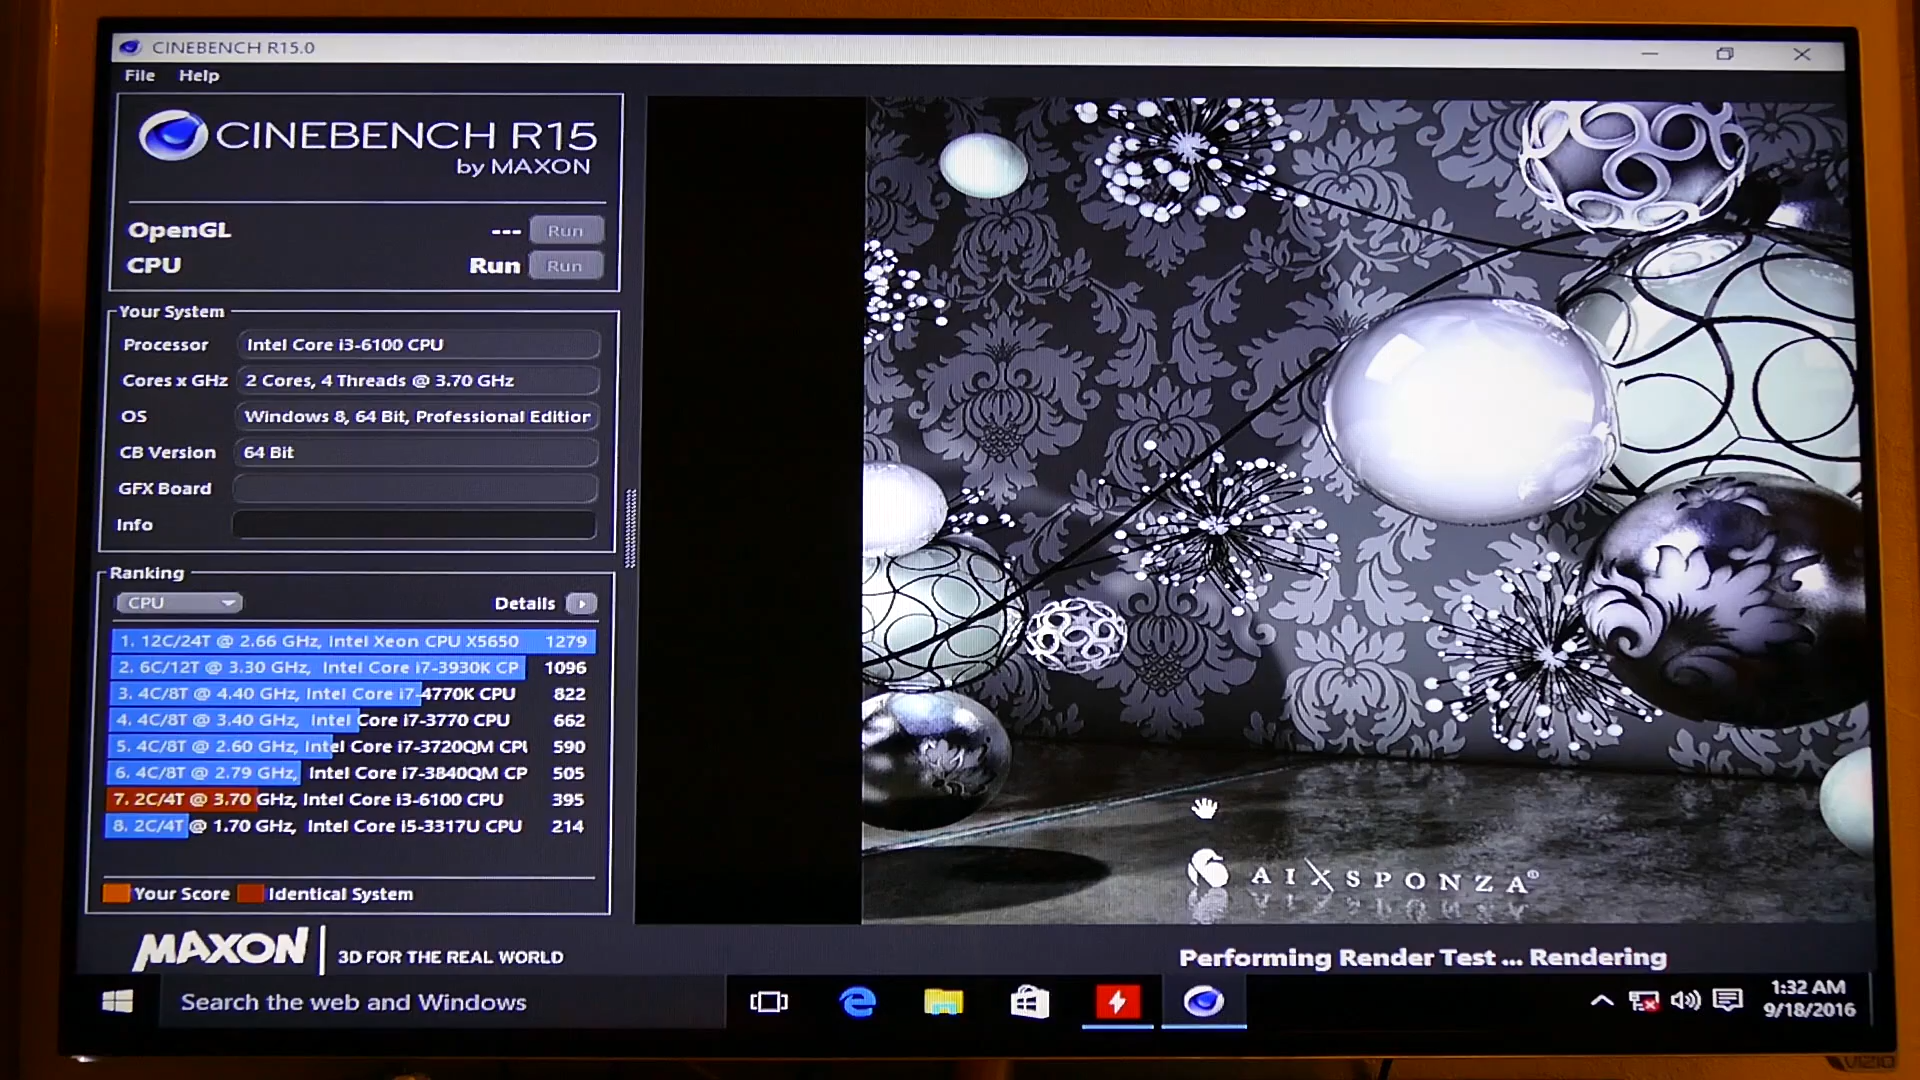 CINEBENCH R15.0
File Help
CINEBENCH R15
by MAXON
OpenGL --- Run
CPU Run Run
Your System
Processor Intel Core i3-6100 CPU
Cores x GHz 2 Cores, 4 Threads @ 3.70 GHz
OS Windows 8, 64 Bit, Professional Edition
CB Version 64 Bit
GFX Board
Info
Ranking
CPU Details
1. 12C/24T @ 2.66 GHz, Intel Xeon CPU X5650 1279
2. 6C/12T @ 3.30 GHz, Intel Core i7-3930K CP 1096
3. 4C/8T @ 4.40 GHz, Intel Core i7-4770K CPU 822
4. 4C/8T @ 3.40 GHz, Intel Core i7-3770 CPU 662
5. 4C/8T @ 2.60 GHz, Intel Core i7-3720QM CPU 590
6. 4C/8T @ 2.79 GHz, Intel Core i7-3840QM CP 505
7. 2C/4T @ 3.70 GHz, Intel Core i3-6100 CPU 395
8. 2C/4T @ 1.70 GHz, Intel Core i5-3317U CPU 214
Your Score Identical System
MAXON 3D FOR THE REAL WORLD
AIXSPONZA®
Performing Render Test ... Rendering
Search the web and Windows
1:32 AM
9/18/2016
VIZIO